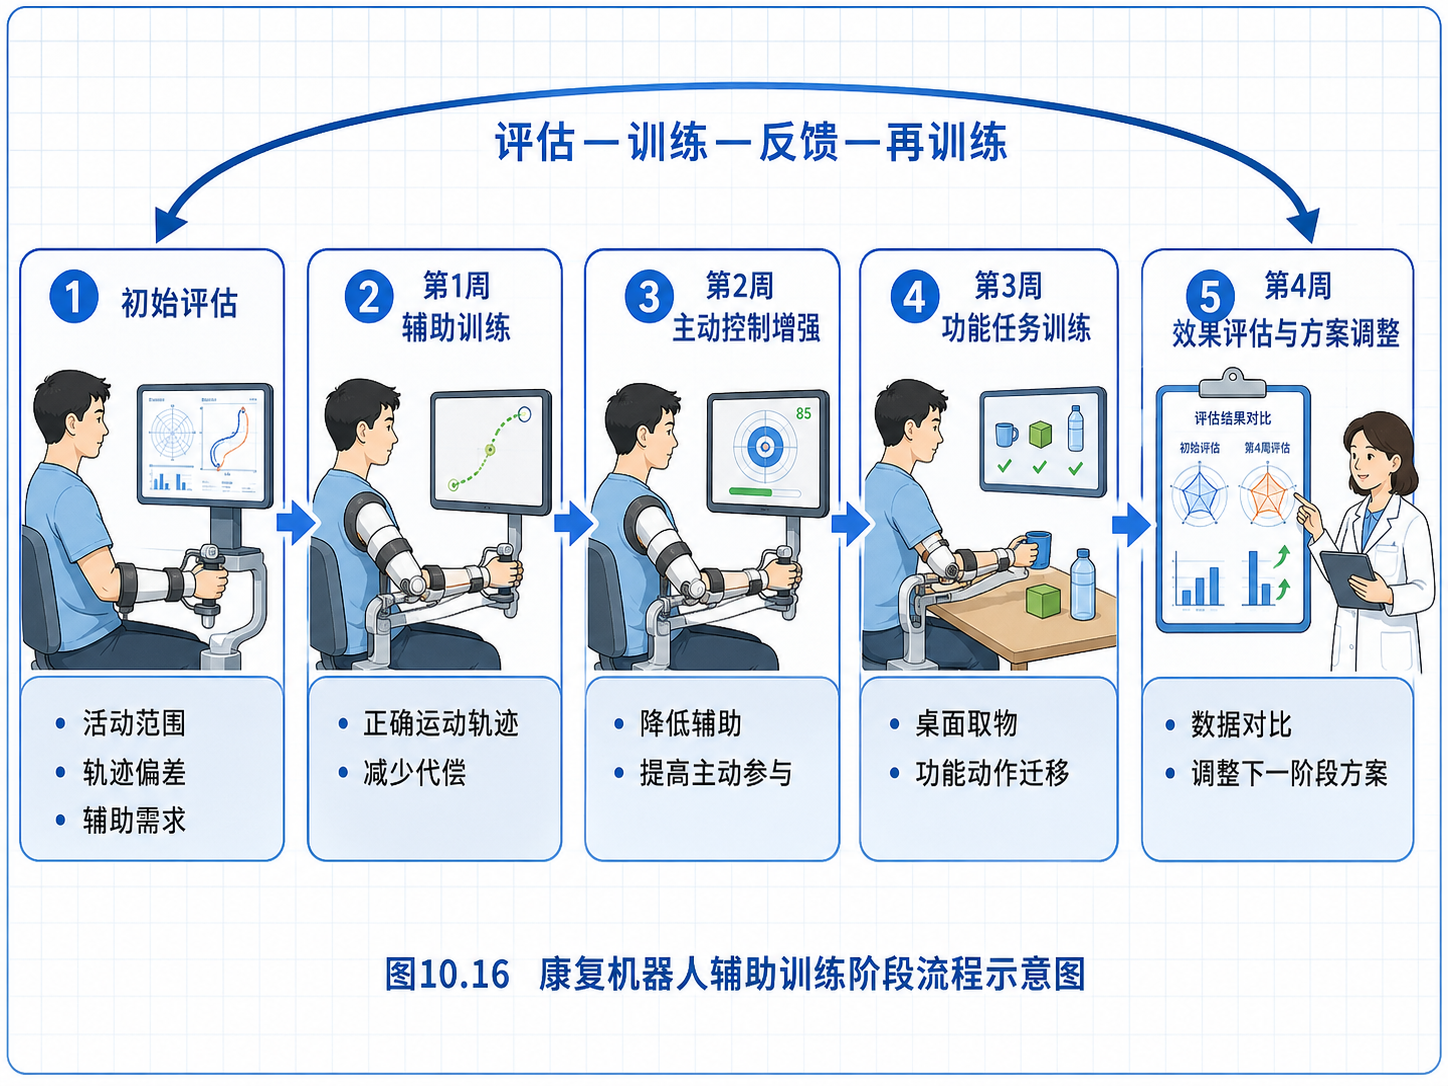 评估—训练—反馈—再训练
1
初始评估
活动范围
轨迹偏差
辅助需求
2
第1周
辅助训练
正确运动轨迹
减少代偿
3
第2周
主动控制增强
85
降低辅助
提高主动参与
4
第3周
功能任务训练
桌面取物
功能动作迁移
5
第4周
效果评估与方案调整
评估结果对比
初始评估
第4周评估
数据对比
调整下一阶段方案
图10.16 康复机器人辅助训练阶段流程示意图